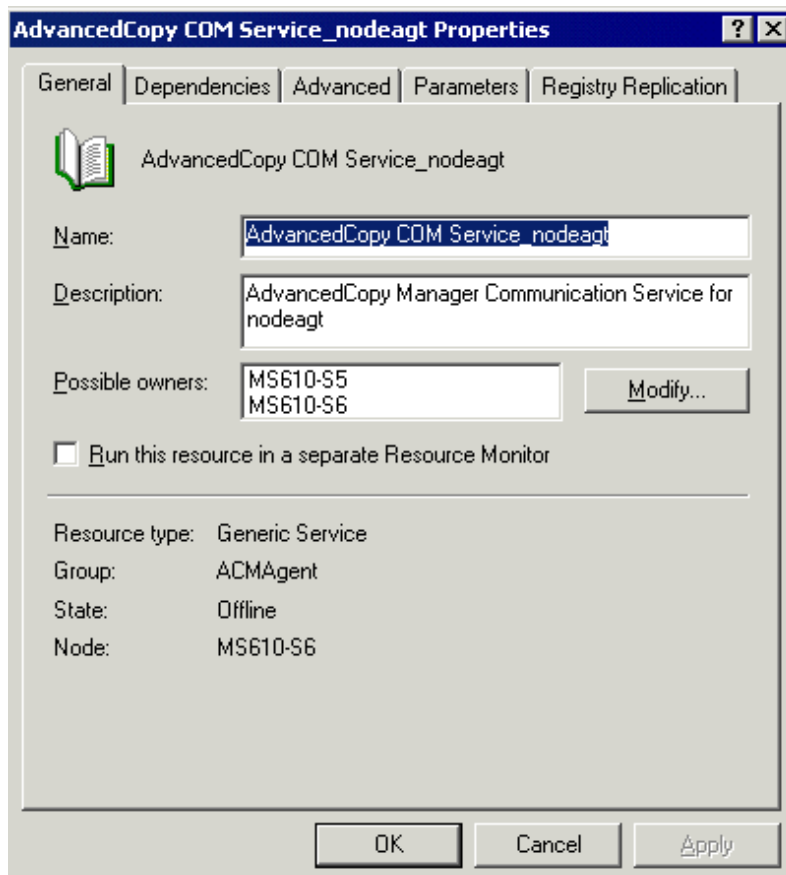 AdvancedCopy COM Service_nodeagt Properties
General Dependencies Advanced Parameters Registry Replication
AdvancedCopy COM Service_nodeagt
Name: AdvancedCopy COM Service_nodeagt
Description: AdvancedCopy Manager Communication Service for
nodeagt
Possible owners: MS610-S5 Modify...
MS610-S6
Run this resource in a separate Resource Monitor
Resource type: Generic Service
Group: ACMAgent
State: Offline
Node: MS610-S6
OK Cancel Apply